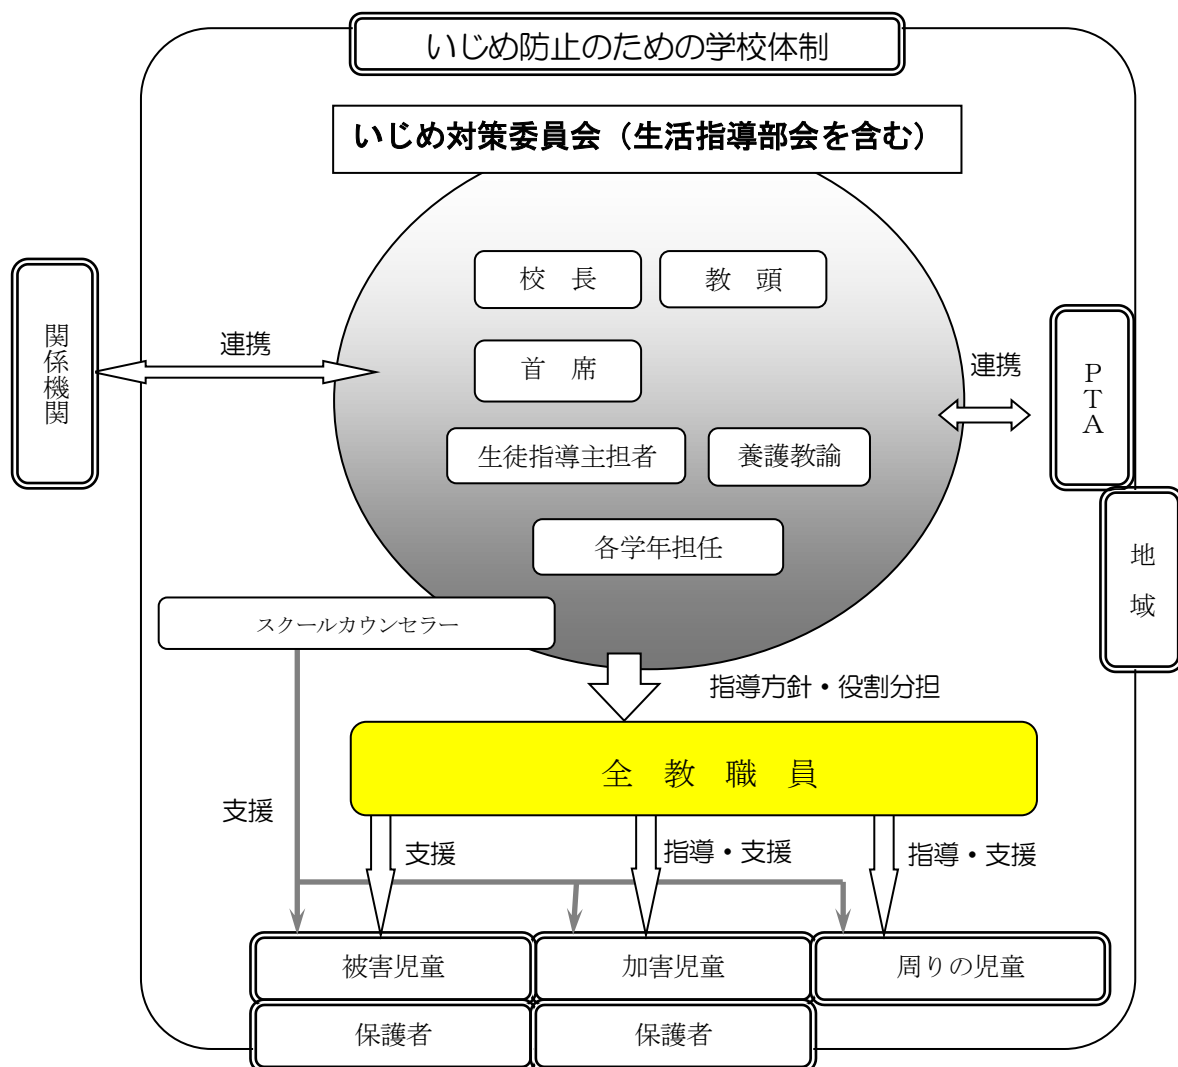 いじめ防止のための学校体制
いじめ対策委員会（生活指導部会を含む）
校　長
教　頭
関係機関
連携
首　席
連携
PTA
生徒指導主担者
養護教諭
各学年担任
地域
スクールカウンセラー
指導方針・役割分担
全　教　職　員
支援
支援
指導・支援
指導・支援
被害児童
加害児童
周りの児童
保護者
保護者